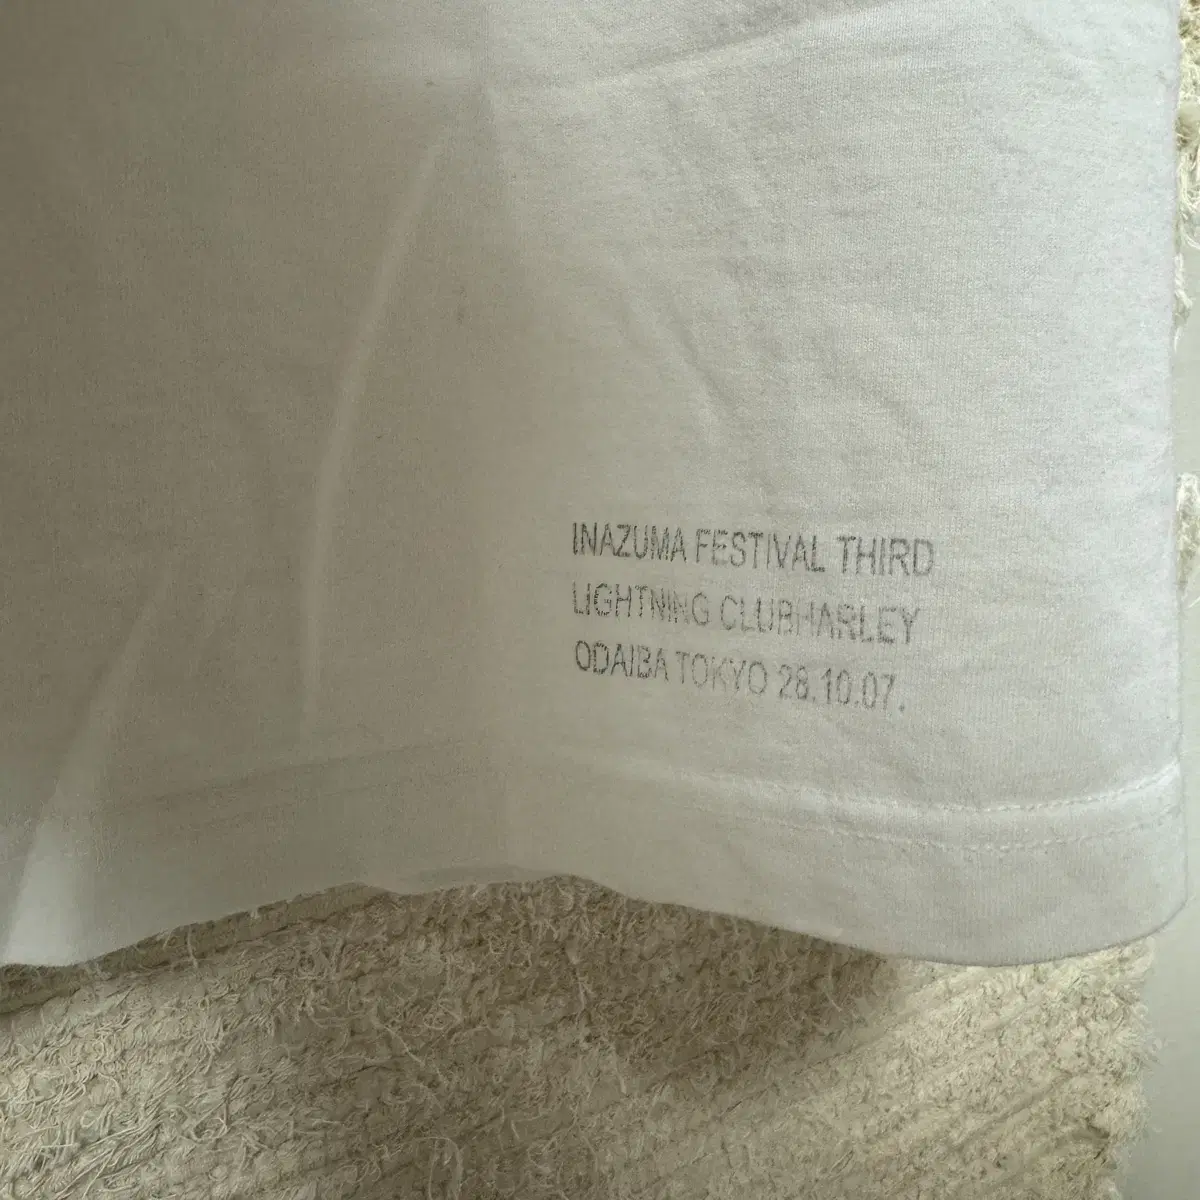 INAZUMA FESTIVAL THIRD
LIGHTNING CLUBHARLEY
ODAIBA TOKYO 28.10.07.